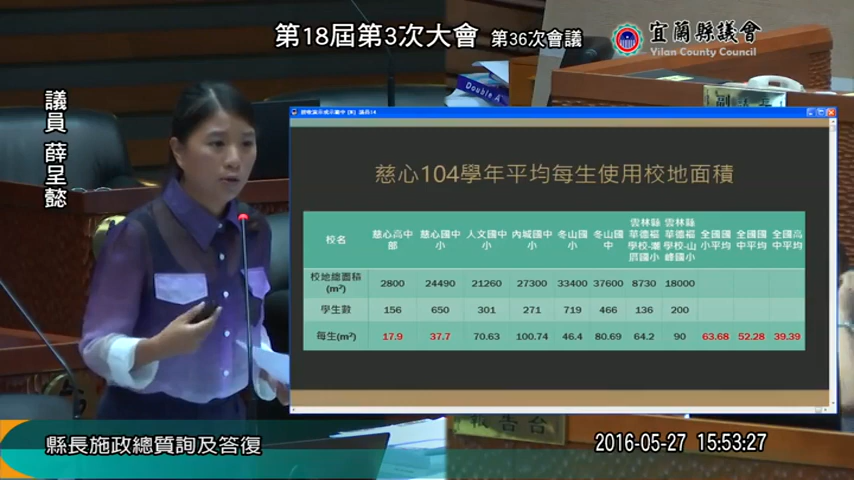 第18屆第3次大會 第36次會議
宜蘭縣議會
Yilan County Council
議員 薛呈懿
Double A
慈心104學年平均每生使用校地面積
校名 慈心高中部 慈心國中小 人文國中小 內城國中小 冬山國小 冬山國中 雲林縣華德福學校-潮厝國小 雲林縣華德福學校-山峰國小 全國國小平均 全國國中平均 全國高中平均
校地總面積(m²) 2800 24490 21260 27300 33400 37600 8730 18000
學生數 156 650 301 271 719 466 136 200
每生(m²) 17.9 37.7 70.63 100.74 46.4 80.69 64.2 90 63.68 52.28 39.39
報告台
縣長施政總質詢及答復
2016-05-27 15:53:27